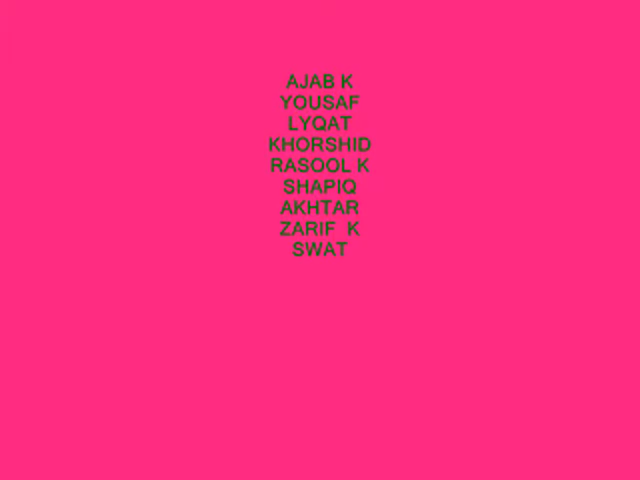 AJAB K
YOUSAF
LYQAT
KHORSHID
RASOOL K
SHAPIQ
AKHTAR
ZARIF  K
SWAT